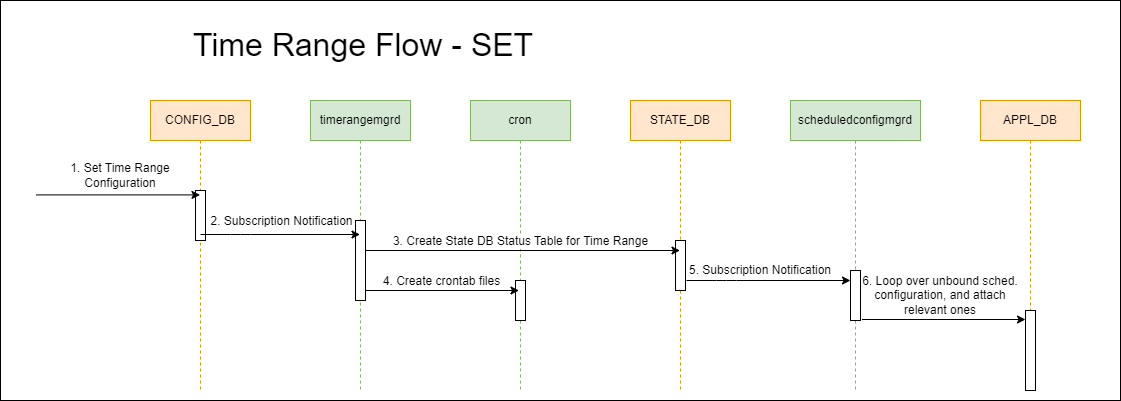 Time Range Flow - SET
CONFIG_DB
timerangemgrd
cron
STATE_DB
scheduledconfigmgrd
APPL_DB
1. Set Time Range
Configuration
2. Subscription Notification
3. Create State DB Status Table for Time Range
4. Create crontab files
5. Subscription Notification
6. Loop over unbound sched.
configuration, and attach
relevant ones